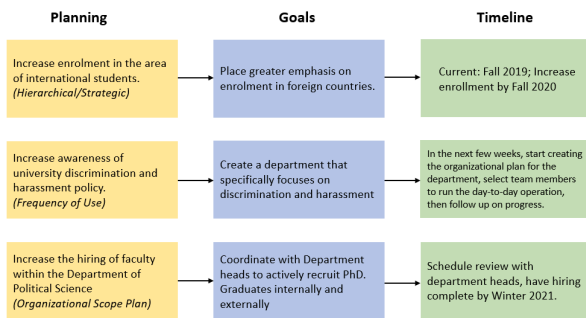 Planning
Goals
Timeline
Increase enrolment in the area
of international students.
(Hierarchical/Strategic)
Place greater emphasis on
enrolment in foreign countries.
Current: Fall 2019; Increase
enrollment by Fall 2020
Increase awareness of
university discrimination and
harassment policy.
(Frequency of Use)
Create a department that
specifically focuses on
discrimination and harassment
In the next few weeks, start creating
the organizational plan for the
department, select team members
to run the day-to-day operation,
then follow up on progress.
Increase the hiring of faculty
within the Department of
Political Science
(Organizational Scope Plan)
Coordinate with Department
heads to actively recruit PhD.
Graduates internally and
externally
Schedule review with
department heads, have hiring
complete by Winter 2021.